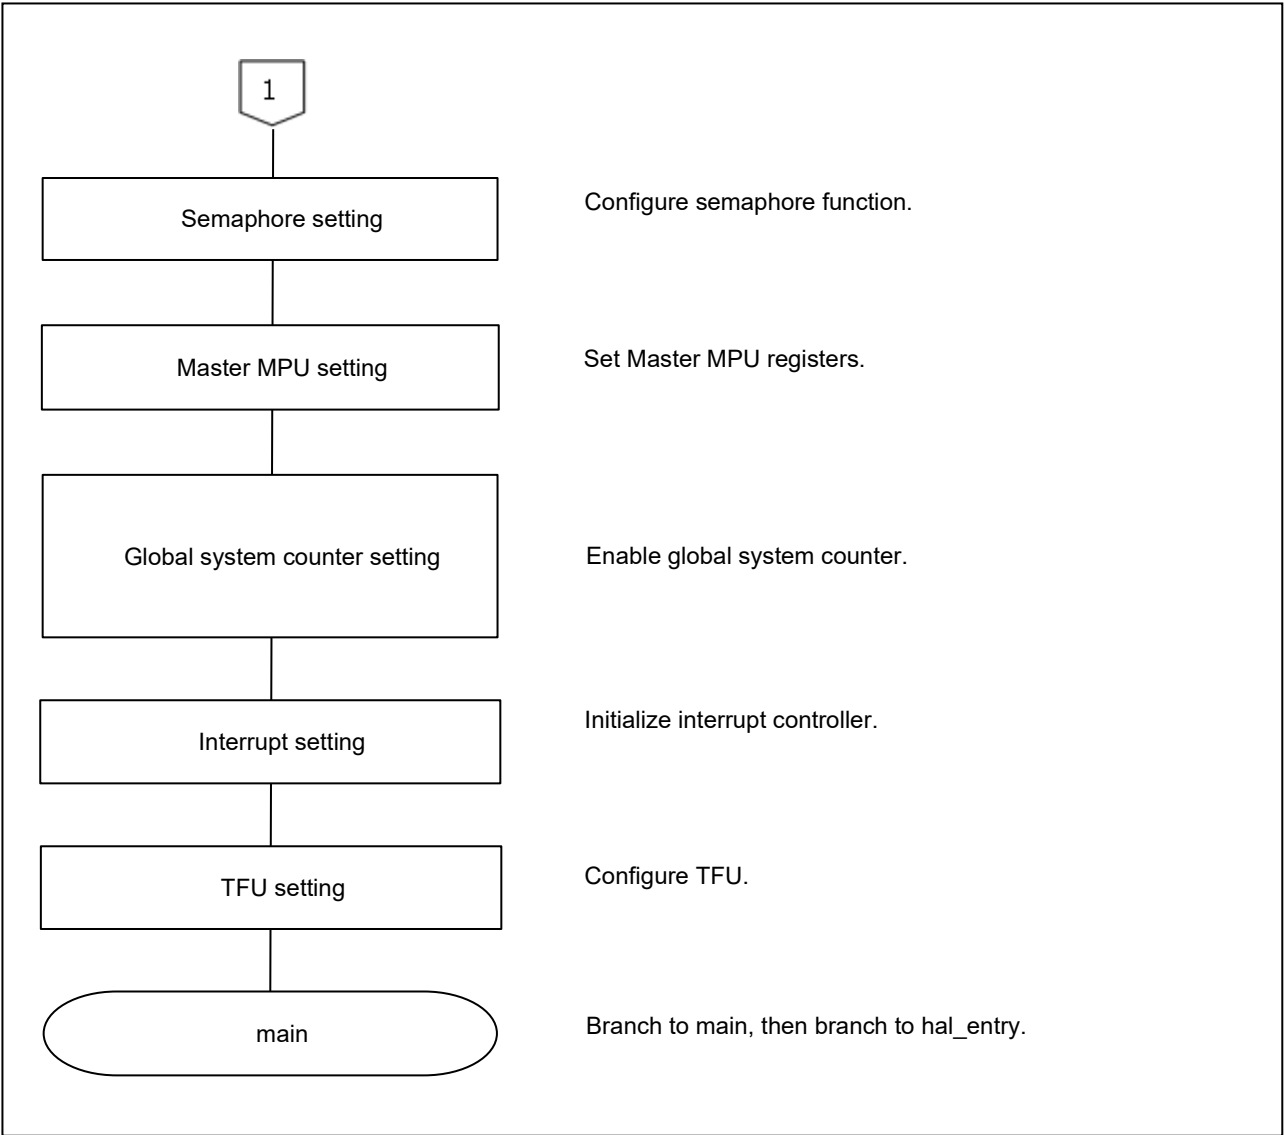 1
Semaphore setting
Configure semaphore function.
Master MPU setting
Set Master MPU registers.
Global system counter setting
Enable global system counter.
Interrupt setting
Initialize interrupt controller.
TFU setting
Configure TFU.
main
Branch to main, then branch to hal_entry.